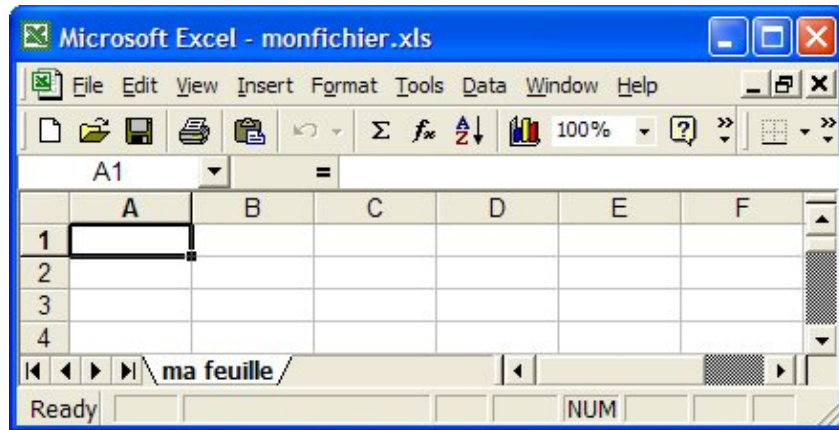 Microsoft Excel - monfichier.xls
File Edit View Insert Format Tools Data Window Help
Σ fx A Z 100% ? »
A1 =
A B C D E F
1
2
3
4
ma feuille
Ready NUM